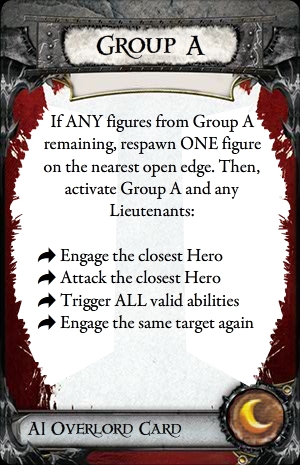 Group A
If ANY figures from Group A
remaining, respawn ONE figure
on the nearest open edge. Then,
activate Group A and any
Lieutenants:
Engage the closest Hero
Attack the closest Hero
Trigger ALL valid abilities
Engage the same target again
AI Overlord Card